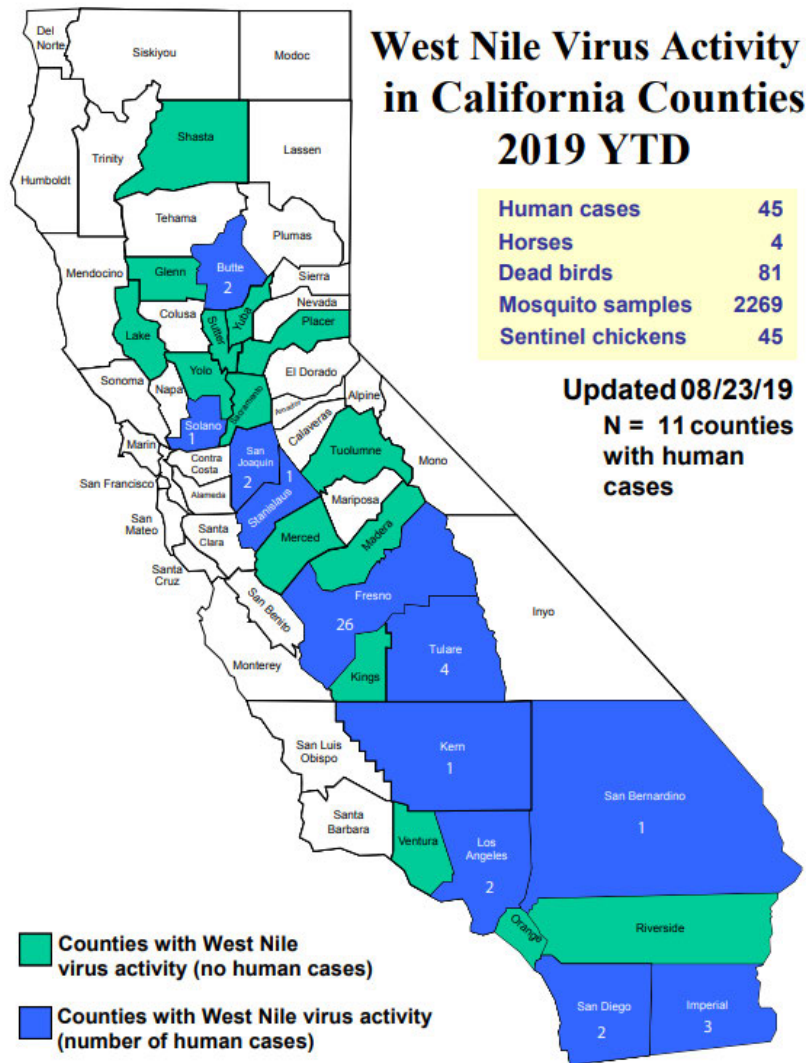 West Nile Virus Activity
in California Counties
2019 YTD
Human cases 45
Horses 4
Dead birds 81
Mosquito samples 2269
Sentinel chickens 45
Updated 08/23/19
N = 11 counties
with human
cases
Del
Norte
Siskiyou
Modoc
Shasta
Trinity
Lassen
Humboldt
Tehama
Plumas
Butte
2
Mendocino
Glenn
Sierra
Nevada
Colusa
Yuba
Sutter
Placer
Lake
El Dorado
Yolo
Sonoma
Napa
Sacramento
Alpine
Amador
Solano
1
Calaveras
Marin
Contra
Costa
San
Joaquin
2
Tuolumne
Mono
San Francisco
Alameda
1
Stanislaus
Mariposa
San
Mateo
Santa
Clara
Merced
Madera
Santa
Cruz
Fresno
26
San Benito
Inyo
Tulare
4
Monterey
Kings
San Luis
Obispo
Kern
1
San Bernardino
1
Santa
Barbara
Ventura
Los
Angeles
2
Orange
Riverside
San Diego
2
Imperial
3
Counties with West Nile
virus activity (no human cases)
Counties with West Nile virus activity
(number of human cases)